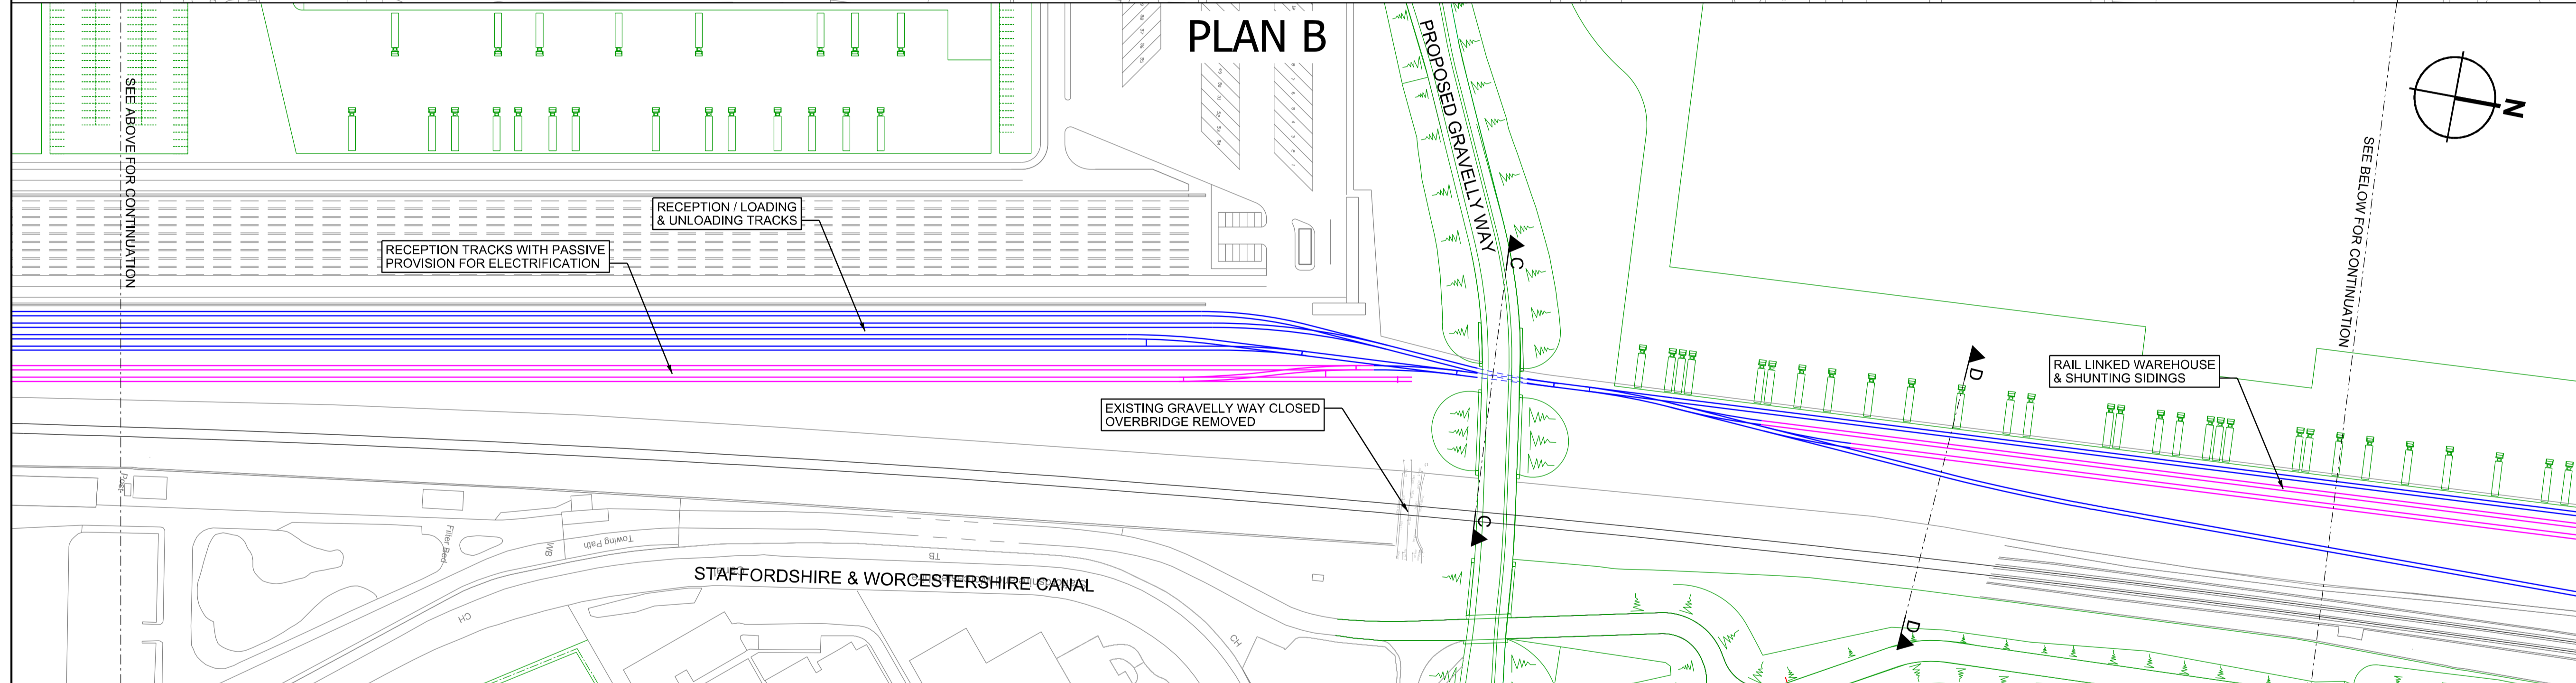 PLAN B
PROPOSED GRAVELLY WAY
N
SEE ABOVE FOR CONTINUATION
SEE BELOW FOR CONTINUATION
RECEPTION / LOADING
& UNLOADING TRACKS
RECEPTION TRACKS WITH PASSIVE
PROVISION FOR ELECTRIFICATION
C
D
RAIL LINKED WAREHOUSE
& SHUNTING SIDINGS
EXISTING GRAVELLY WAY CLOSED
OVERBRIDGE REMOVED
C
Filter Bed
WB
Towing Path
TB
STAFFORDSHIRE & WORCESTERSHIRE CANAL
CH
CH
D